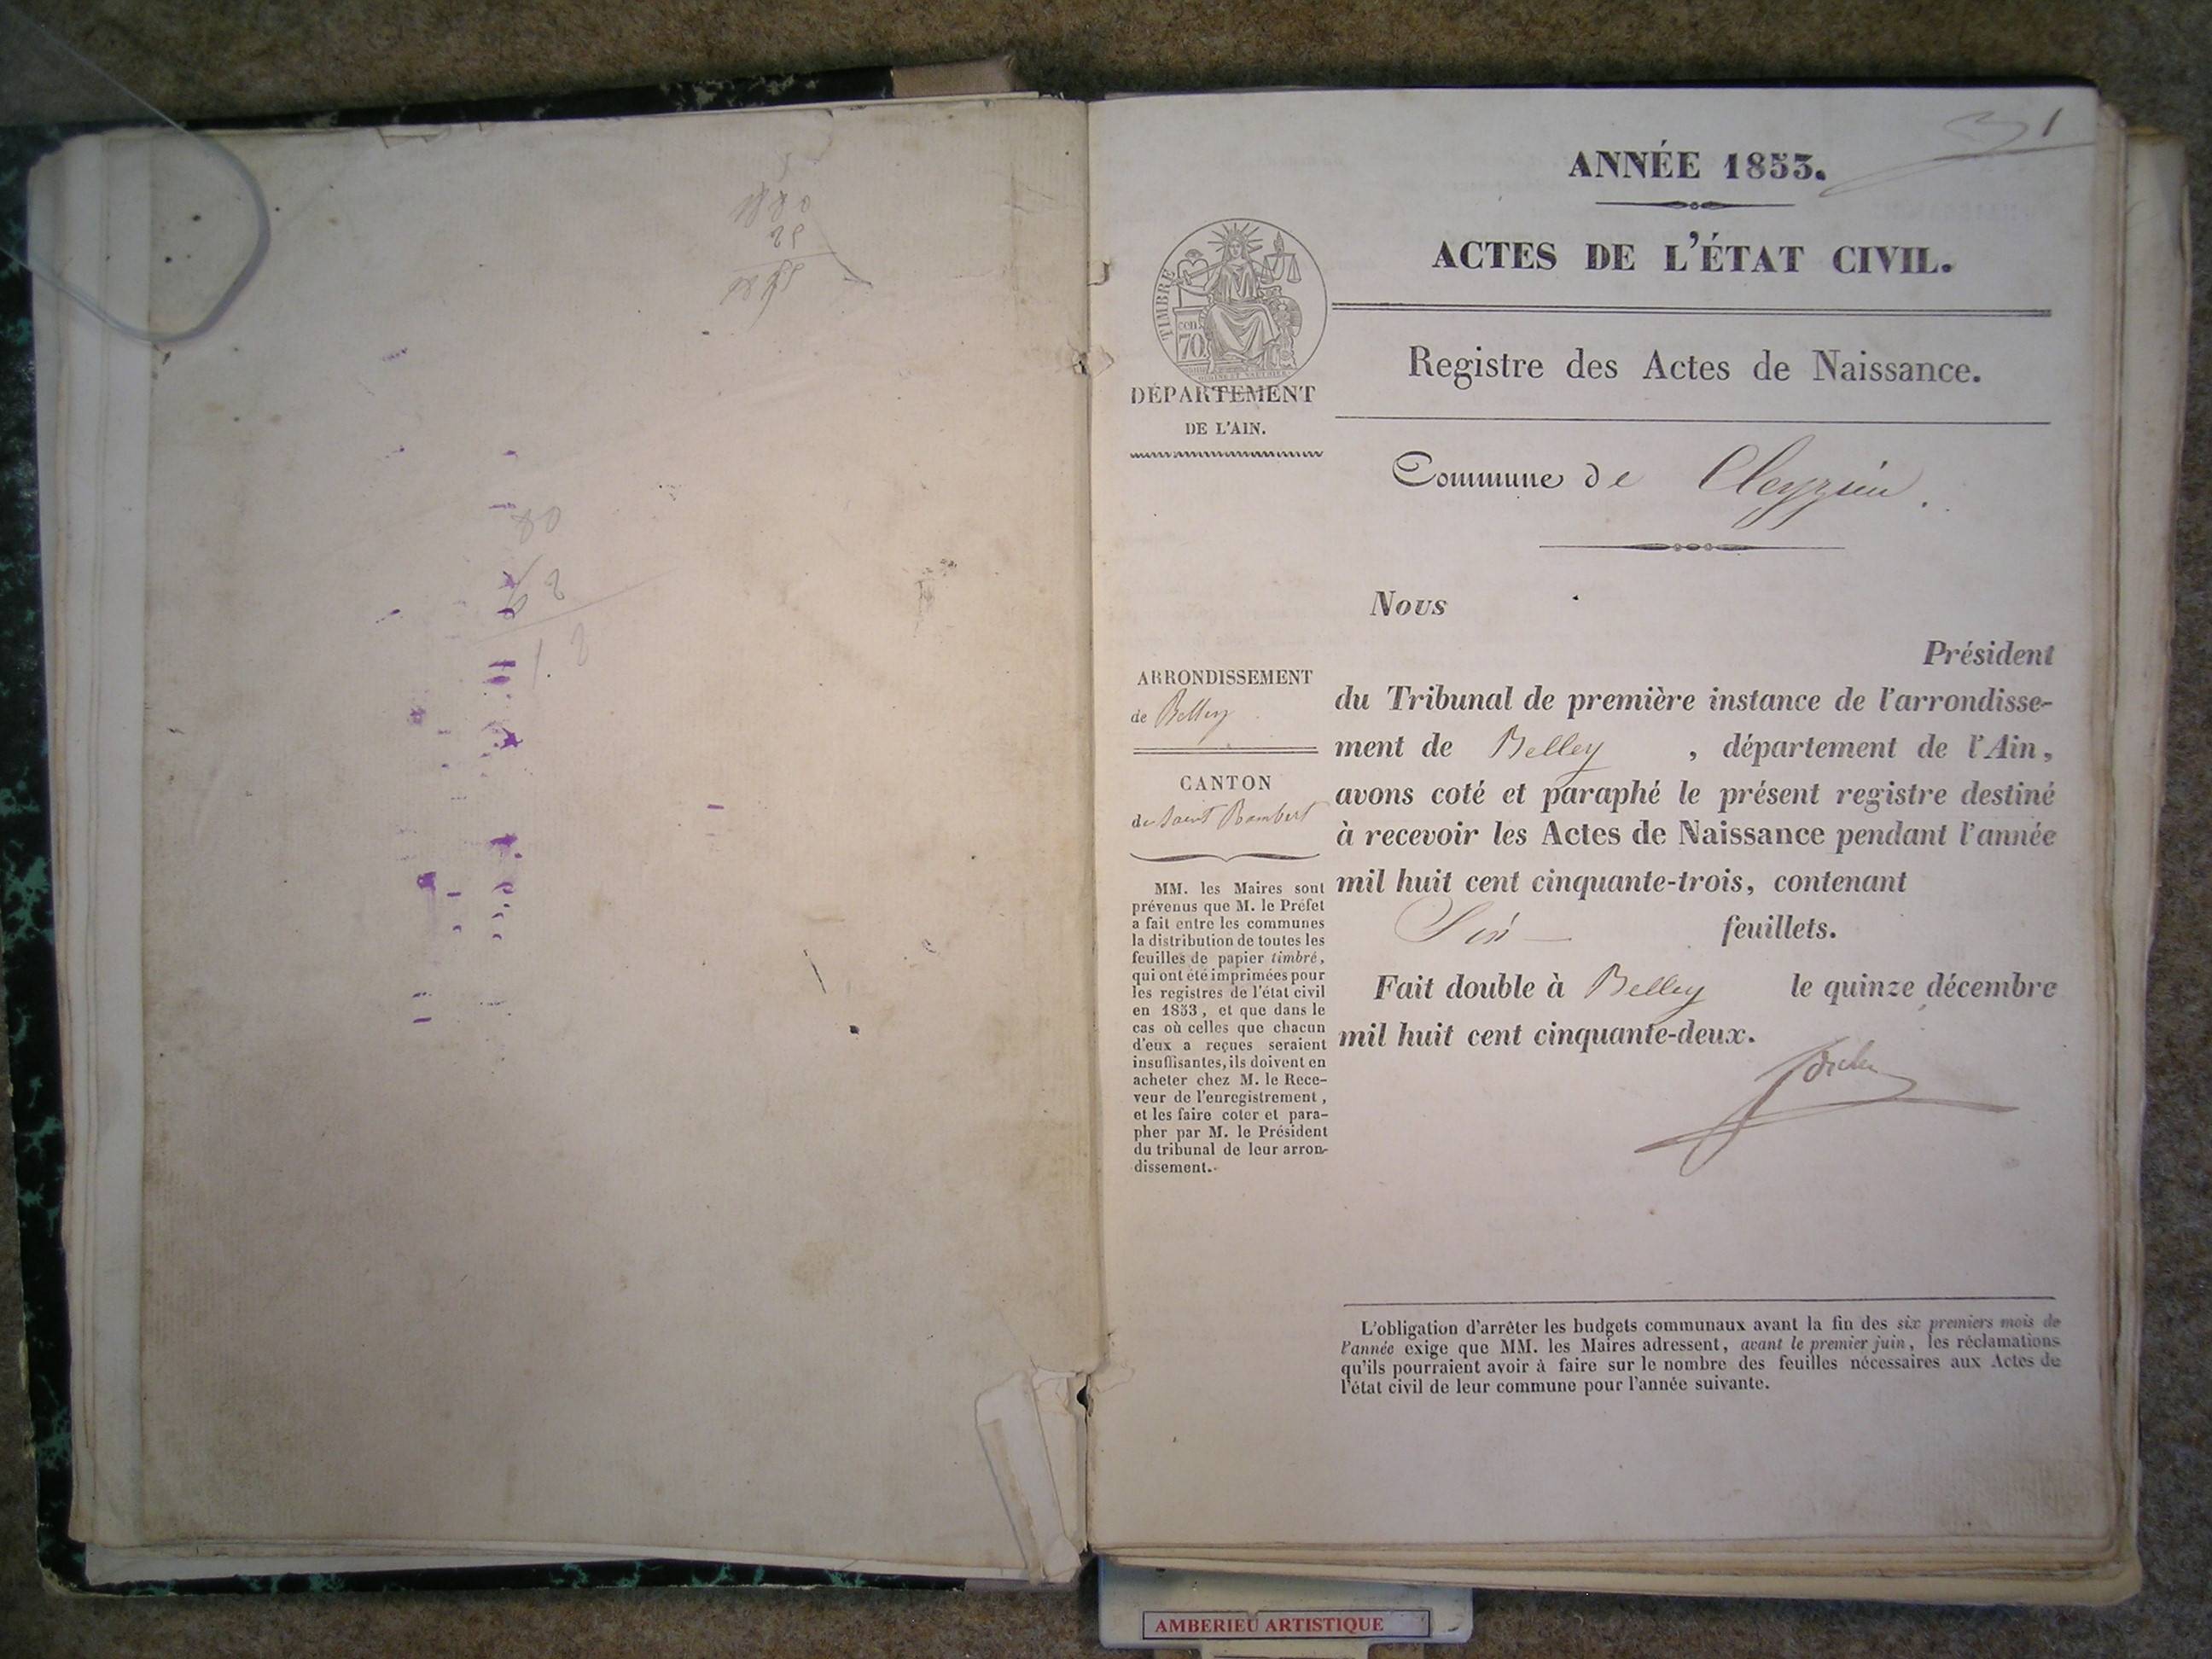 1880
25
80
ANNÉE 1853.
1
ACTES DE L'ÉTAT CIVIL.
TIMBRE
cen.
70.
Registre des Actes de Naissance.
DÉPARTEMENT
DE L'AIN.
Commune de Cleyzieu.
Nous
Président
du Tribunal de première instance de l'arrondisse-
ment de Belley , département de l'Ain,
avons coté et paraphé le présent registre destiné
à recevoir les Actes de Naissance pendant l'année
mil huit cent cinquante-trois, contenant
Six feuillets.
Fait double à Belley le quinze décembre
mil huit cent cinquante-deux.
ARRONDISSEMENT
de Belley
CANTON
de Saint Rambert
MM. les Maires sont
prévenus que M. le Préfet
a fait entre les communes
la distribution de toutes les
feuilles de papier timbré,
qui ont été imprimées pour
les registres de l'état civil
en 1853, et que dans le
cas où celles que chacun
d'eux a reçues seraient
insuffisantes, ils doivent en
acheter chez M. le Rece-
veur de l'enregistrement,
et les faire coter et para-
pher par M. le Président
du tribunal de leur arron-
dissement.
L'obligation d'arrêter les budgets communaux avant la fin des six premiers mois de
l'année exige que MM. les Maires adressent, avant le premier juin, les réclamations
qu'ils pourraient avoir à faire sur le nombre des feuilles nécessaires aux Actes de
l'état civil de leur commune pour l'année suivante.
AMBERIEU ARTISTIQUE